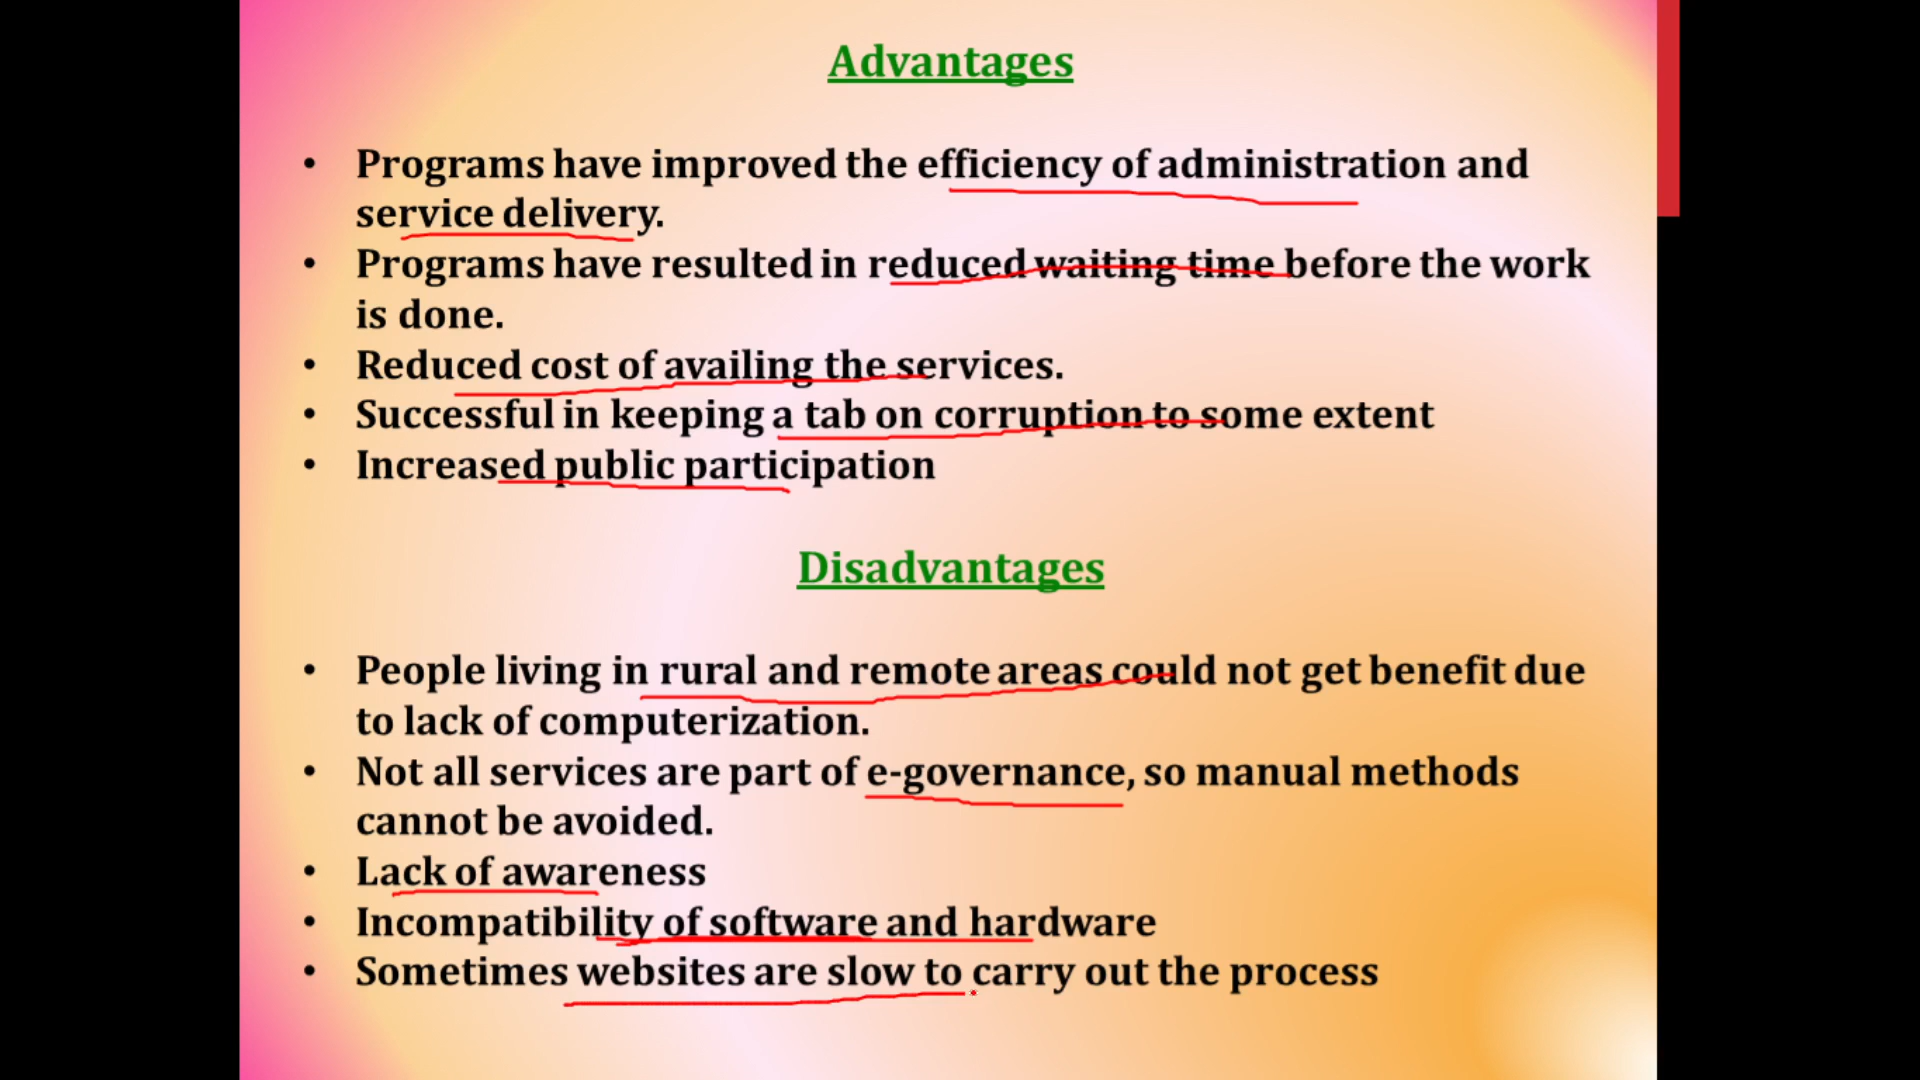 Advantages
• Programs have improved the efficiency of administration and
service delivery.
• Programs have resulted in reduced waiting time before the work
is done.
• Reduced cost of availing the services.
• Successful in keeping a tab on corruption to some extent
• Increased public participation
Disadvantages
• People living in rural and remote areas could not get benefit due
to lack of computerization.
• Not all services are part of e-governance, so manual methods
cannot be avoided.
• Lack of awareness
• Incompatibility of software and hardware
• Sometimes websites are slow to carry out the process